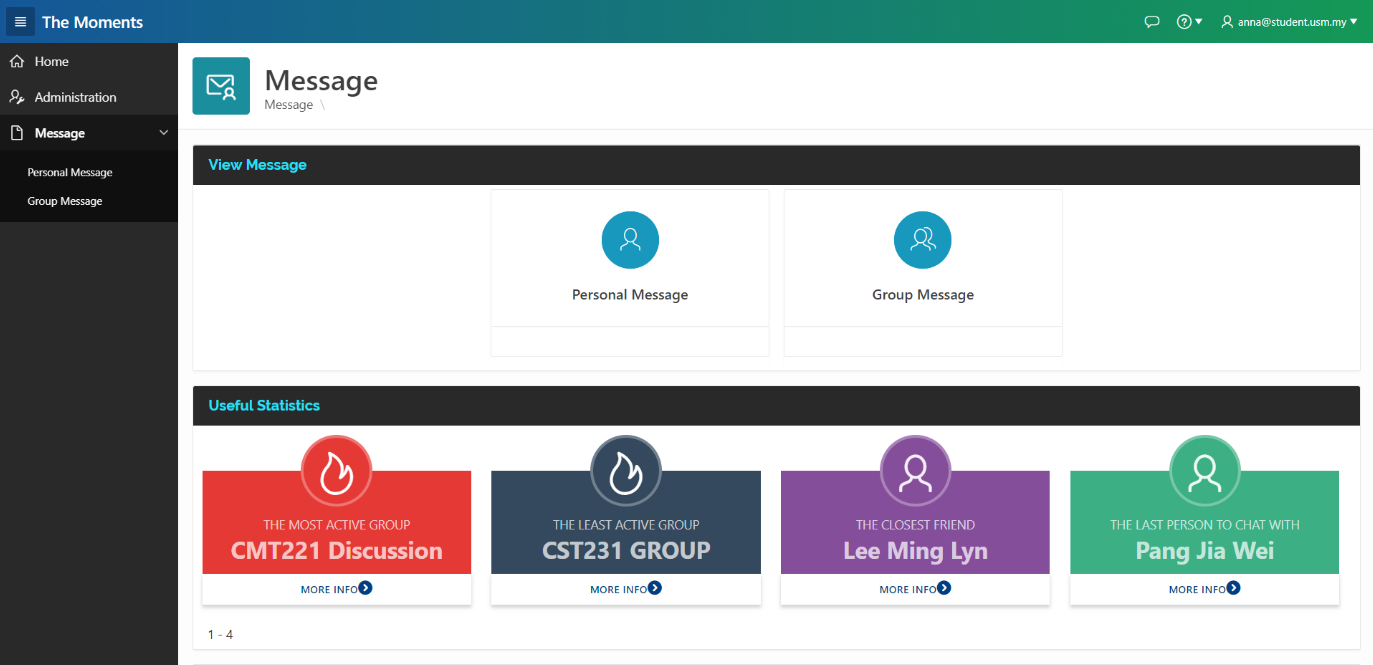 The Moments
anna@student.usm.my
Home
Administration
Message
Personal Message
Group Message
Message
Message \
View Message
Personal Message
Group Message
Useful Statistics
THE MOST ACTIVE GROUP
CMT221 Discussion
MORE INFO
THE LEAST ACTIVE GROUP
CST231 GROUP
MORE INFO
THE CLOSEST FRIEND
Lee Ming Lyn
MORE INFO
THE LAST PERSON TO CHAT WITH
Pang Jia Wei
MORE INFO
1 - 4